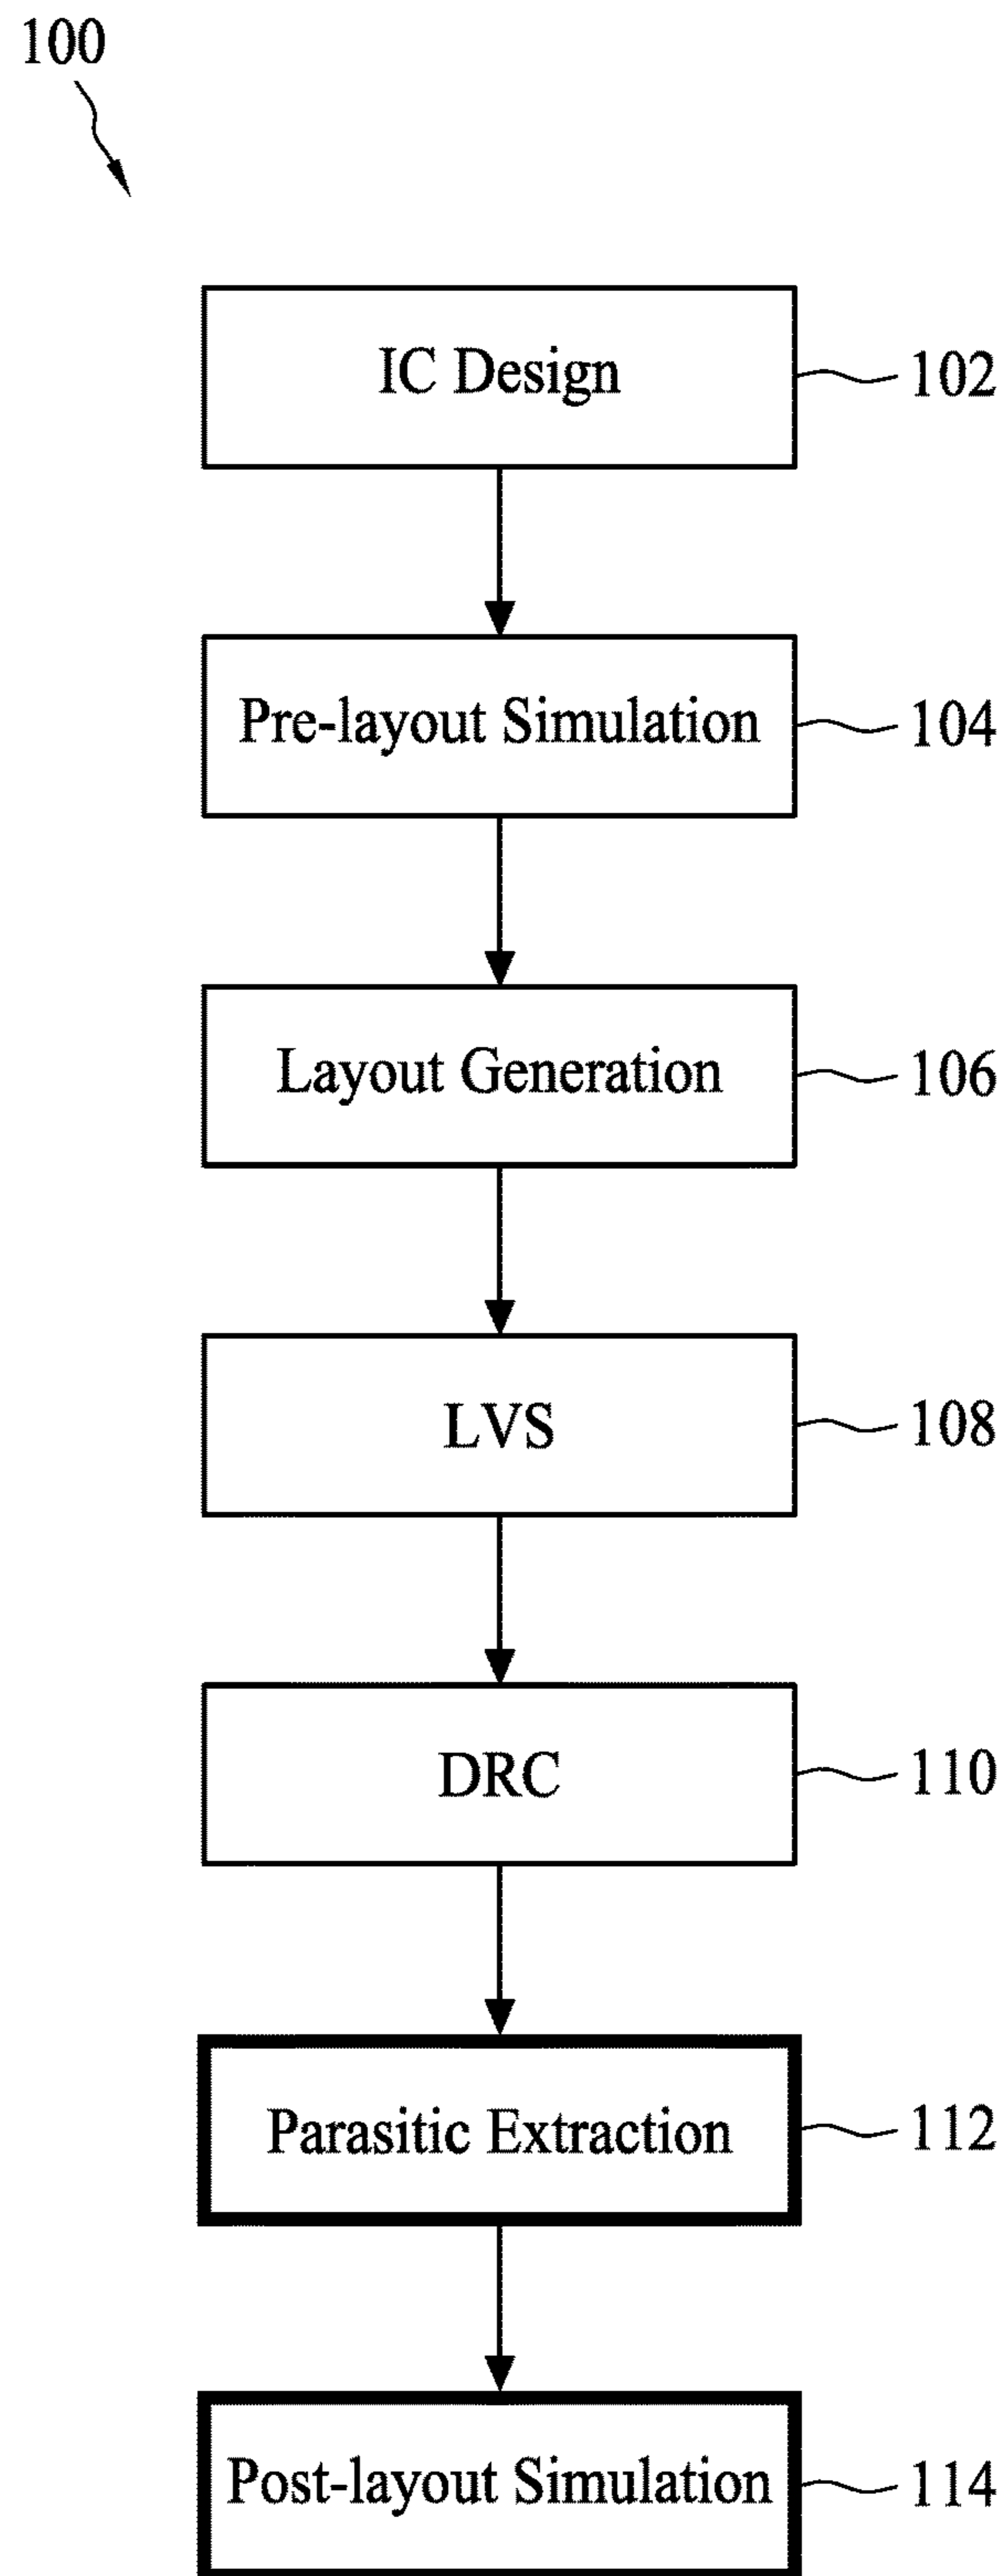 100
IC Design
102
Pre-layout Simulation
104
Layout Generation
106
LVS
108
DRC
110
Parasitic Extraction
112
Post-layout Simulation
114